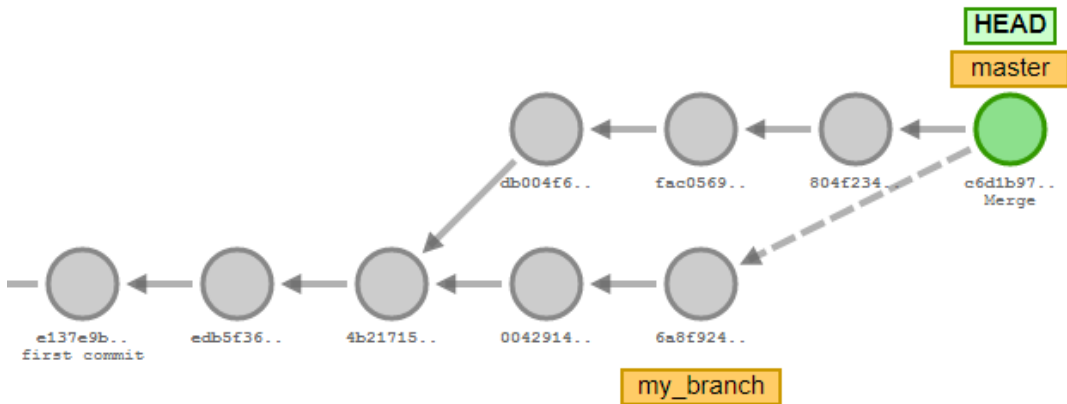 HEAD
master
db004f6..
fac0569..
804f234..
c6d1b97..
Merge
e137e9b..
first commit
edb5f36..
4b21715..
0042914..
6a8f924..
my_branch